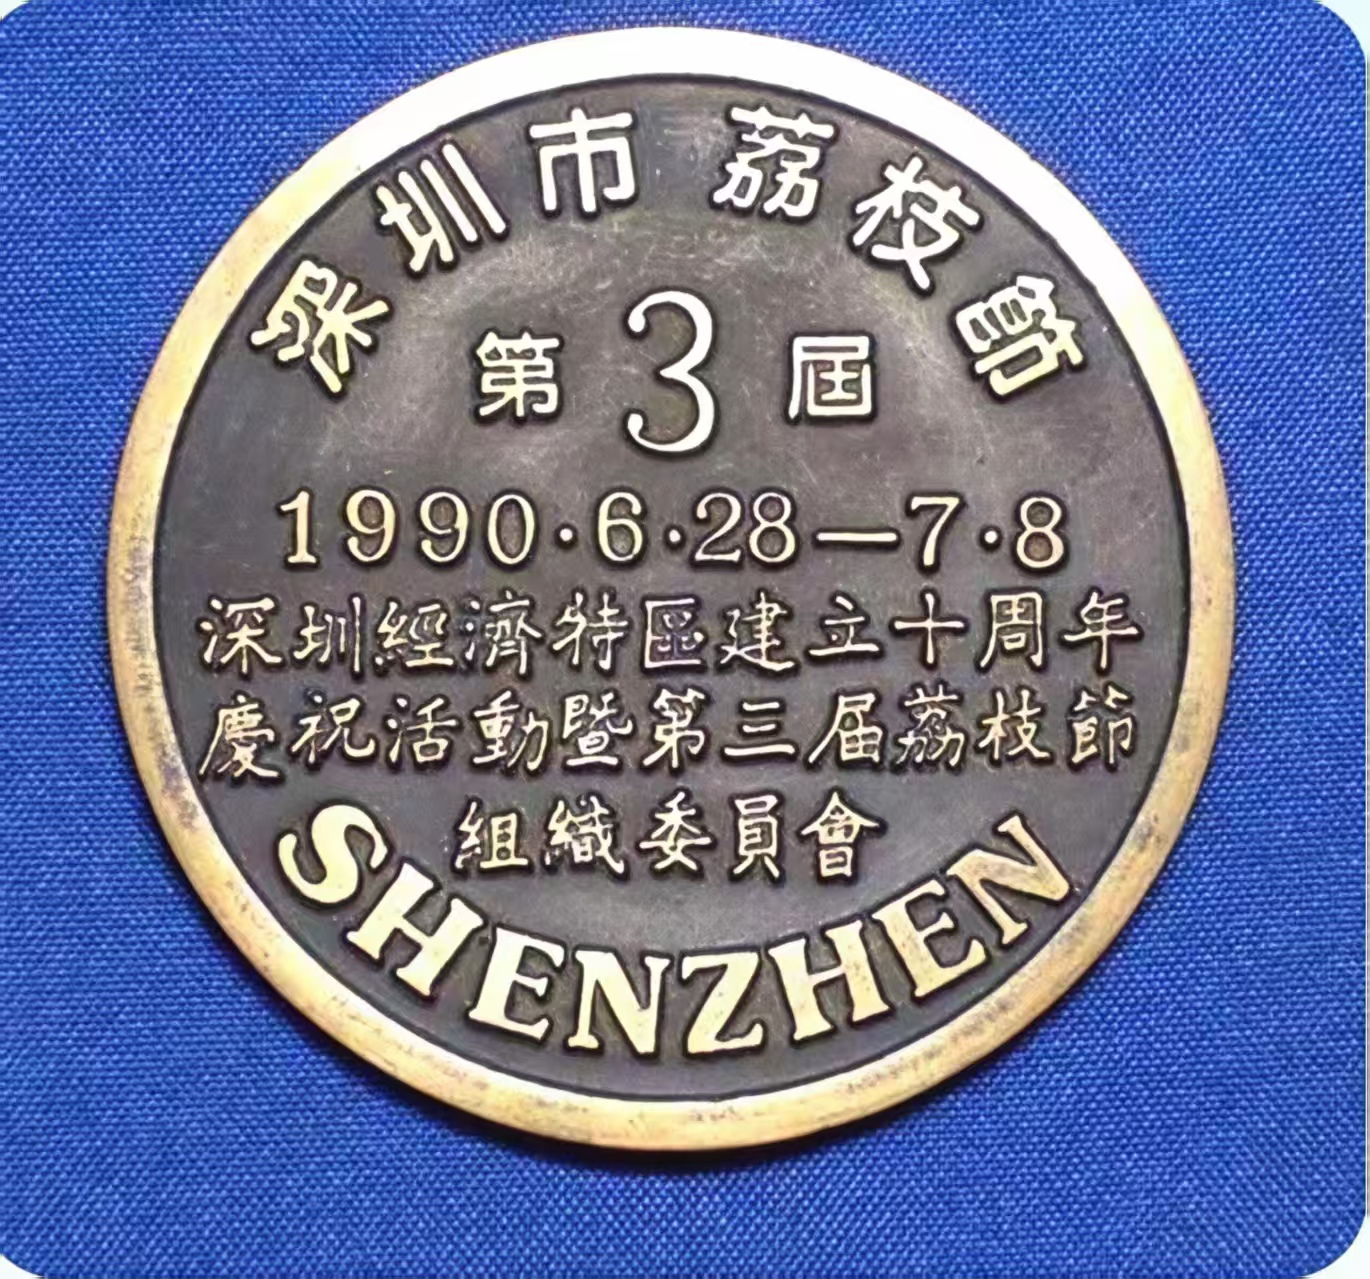 深圳市荔枝節
第3屆
1990·6·28—7·8
深圳經濟特區建立十周年
慶祝活動暨第三届荔枝節
組織委員會
SHENZHEN